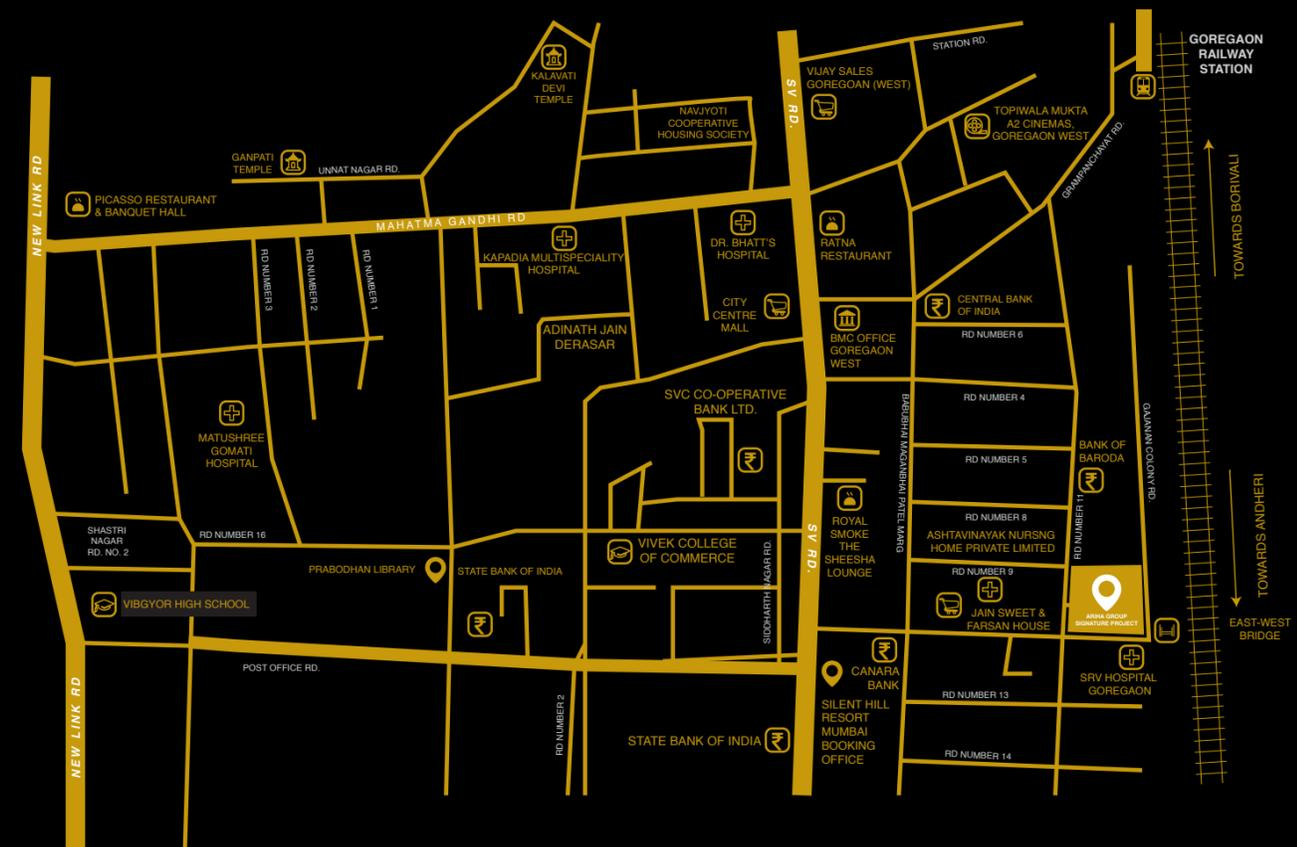 GOREGAON
RAILWAY
STATION
STATION RD.
KALAVATI
DEVI
TEMPLE
VIJAY SALES
GOREGOAN (WEST)
SV RD.
NAVJYOTI
COOPERATIVE
HOUSING SOCIETY
TOPIWALA MUKTA
A2 CINEMAS,
GOREGAON WEST
GRAMPANCHAYAT RD.
TOWARDS BORIVALI
GANPATI
TEMPLE
UNNAT NAGAR RD.
NEW LINK RD
PICASSO RESTAURANT
& BANQUET HALL
MAHATMA GANDHI RD
RD NUMBER 3
RD NUMBER 2
RD NUMBER 1
KAPADIA MULTISPECIALITY
HOSPITAL
DR. BHATT'S
HOSPITAL
RATNA
RESTAURANT
CITY
CENTRE
MALL
CENTRAL BANK
OF INDIA
ADINATH JAIN
DERASAR
BMC OFFICE
GOREGAON
WEST
RD NUMBER 6
SVC CO-OPERATIVE
BANK LTD.
BABUBHAI MAGANBHAI PATEL MARG
RD NUMBER 4
GAJANAN COLONY RD.
MATUSHREE
GOMATI
HOSPITAL
RD NUMBER 5
BANK OF
BARODA
TOWARDS ANDHERI
RD NUMBER 11
ROYAL
SMOKE
THE
SHEESHA
LOUNGE
RD NUMBER 8
ASHTAVINAYAK NURSNG
HOME PRIVATE LIMITED
SHASTRI
NAGAR
RD. NO. 2
RD NUMBER 16
SV RD.
VIVEK COLLEGE
OF COMMERCE
SIDDHARTH NAGAR RD.
PRABODHAN LIBRARY
STATE BANK OF INDIA
RD NUMBER 9
JAIN SWEET &
FARSAN HOUSE
ARIHA GROUP
SIGNATURE PROJECT
VIBGYOR HIGH SCHOOL
EAST-WEST
BRIDGE
POST OFFICE RD.
CANARA
BANK
SRV HOSPITAL
GOREGAON
NEW LINK RD
RD NUMBER 2
RD NUMBER 13
SILENT HILL
RESORT
MUMBAI
BOOKING
OFFICE
STATE BANK OF INDIA
RD NUMBER 14